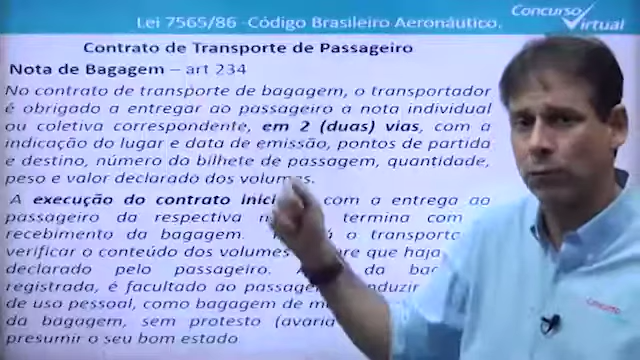 Lei 7565/86 -Código Brasileiro Aeronáutico.
Concurso
Virtual
Contrato de Transporte de Passageiro
Nota de Bagagem – art 234
No contrato de transporte de bagagem, o transportador
é obrigado a entregar ao passageiro a nota individual
ou coletiva correspondente, em 2 (duas) vias, com a
indicação do lugar e data de emissão, pontos de partida
e destino, número da bilhete de passagem, quantidade,
peso e valor declarado dos volumes.
A execução do contrato inici com a entrega ao
passageiro da respectiva termina com
recebimento da bagagem. o transporta
verificar o conteúdo dos volumes que haja
declarado pelo passageiro. da
registrada, é facultado ao passage
de uso pessoal, como bagagem de
da bagagem, sem protesto (avaria
presumir o seu bom estado